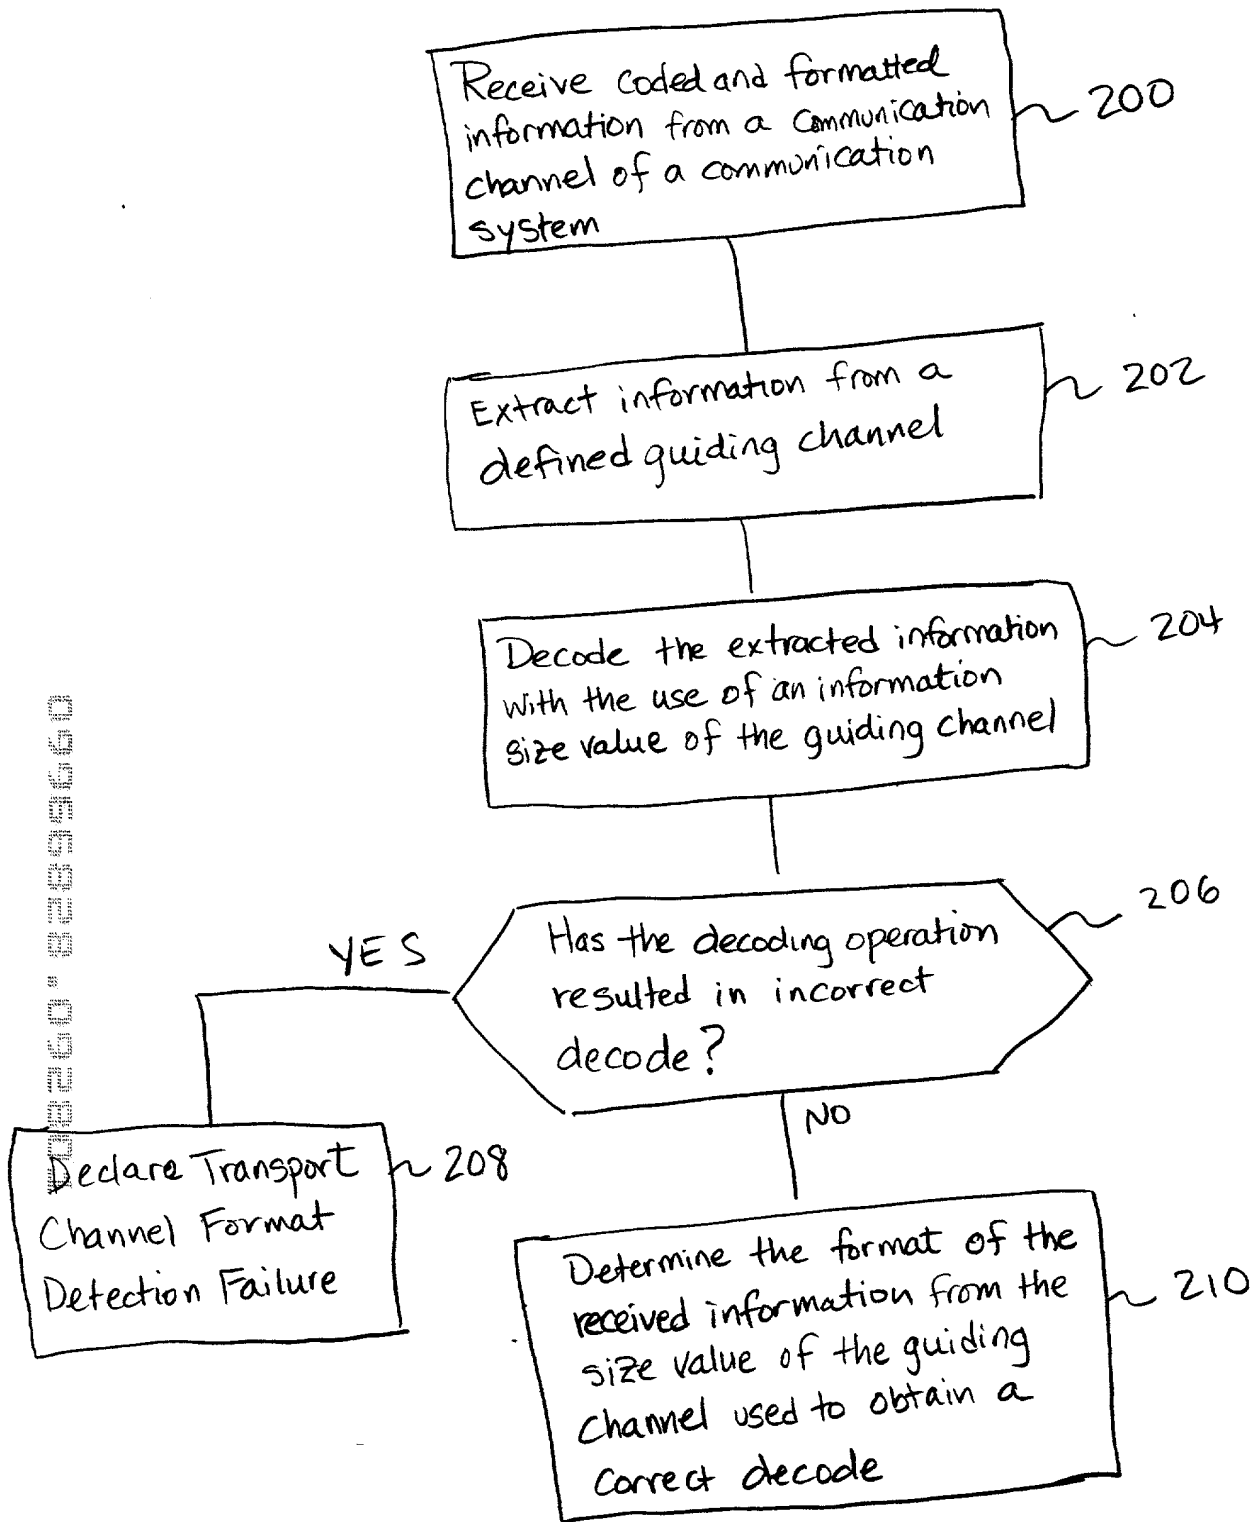 Receive coded and formatted
information from a communication
channel of a communication
system
200
Extract information from a
defined guiding channel
202
Decode the extracted information
with the use of an information
size value of the guiding channel
204
Has the decoding operation
resulted in incorrect
decode?
206
YES
NO
Declare Transport
Channel Format
Detection Failure
208
Determine the format of the
received information from the
size value of the guiding
channel used to obtain a
correct decode
210